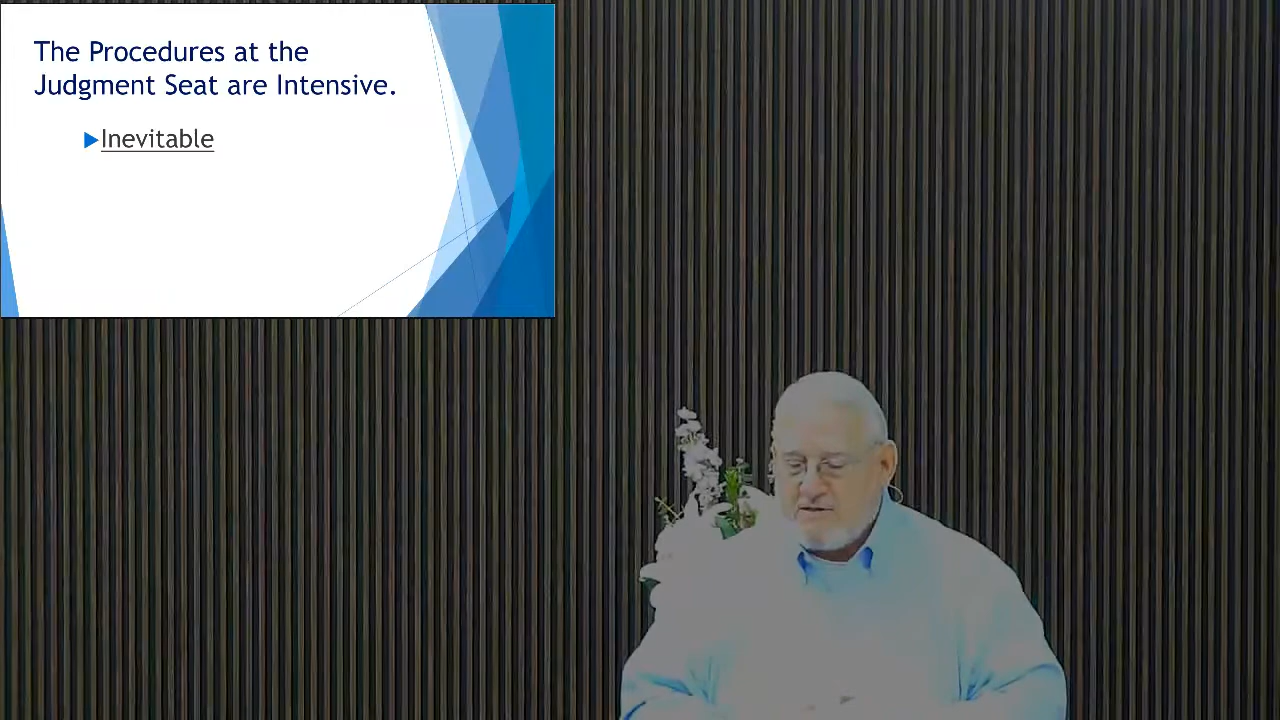 The Procedures at the
Judgment Seat are Intensive.
Inevitable